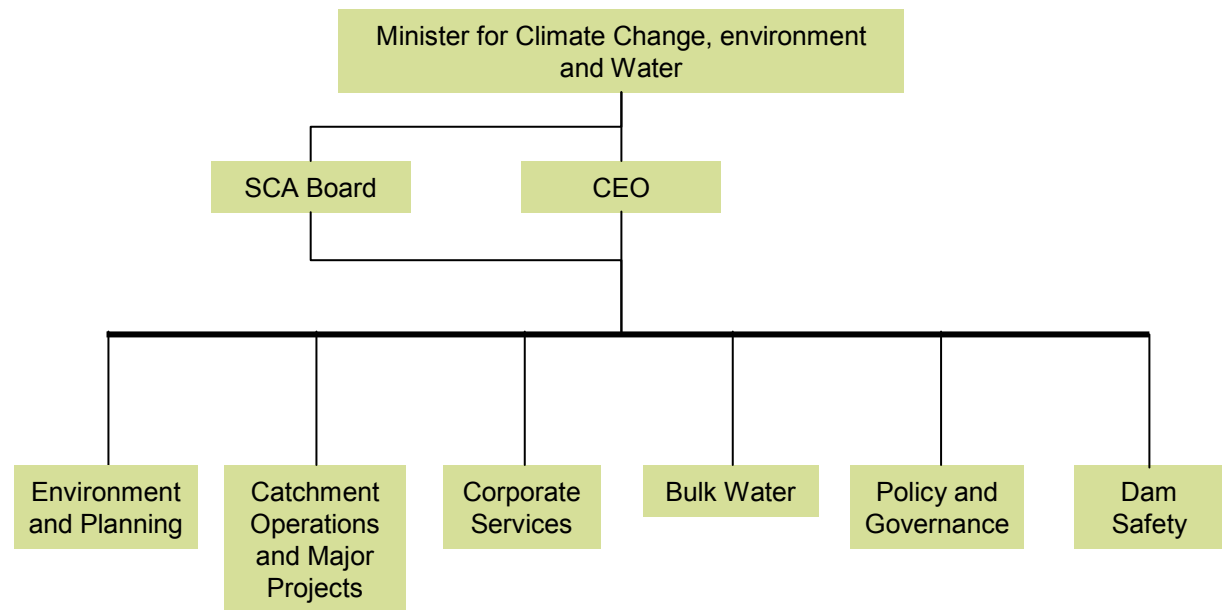 Minister for Climate Change, environment
and Water
SCA Board
CEO
Environment
and Planning
Catchment
Operations
and Major
Projects
Corporate
Services
Bulk Water
Policy and
Governance
Dam
Safety